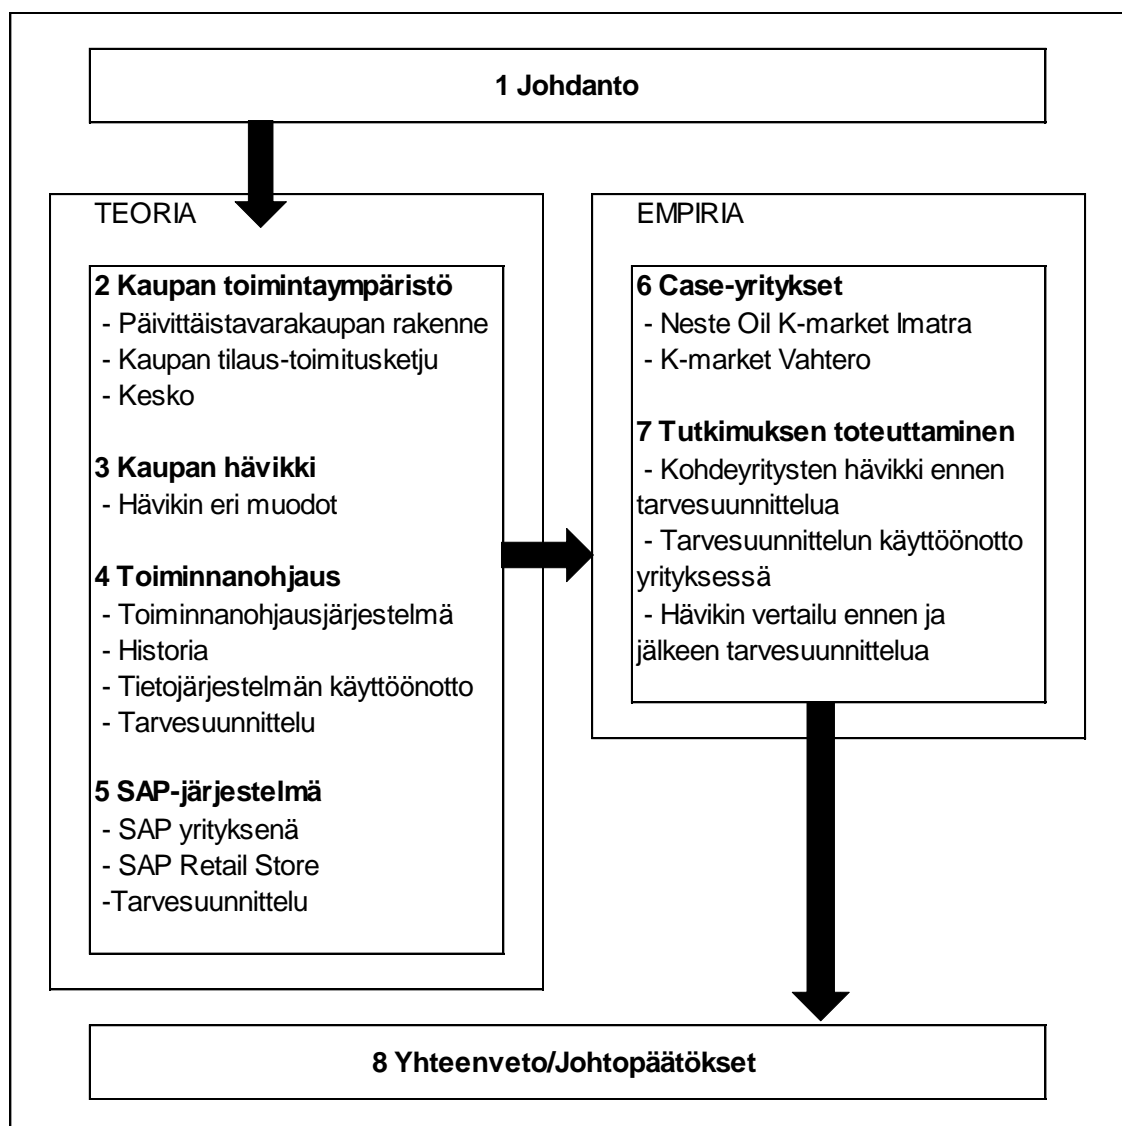 1 Johdanto
TEORIA
2 Kaupan toimintaympäristö
- Päivittäistavarakaupan rakenne
- Kaupan tilaus-toimitusketju
- Kesko
3 Kaupan hävikki
- Hävikin eri muodot
4 Toiminnanohjaus
- Toiminnanohjausjärjestelmä
- Historia
- Tietojärjestelmän käyttöönotto
- Tarvesuunnittelu
5 SAP-järjestelmä
- SAP yrityksenä
- SAP Retail Store
-Tarvesuunnittelu
EMPIRIA
6 Case-yritykset
- Neste Oil K-market Imatra
- K-market Vahtero
7 Tutkimuksen toteuttaminen
- Kohdeyritysten hävikki ennen
tarvesuunnittelua
- Tarvesuunnittelun käyttöönotto
yrityksessä
- Hävikin vertailu ennen ja
jälkeen tarvesuunnittelua
8 Yhteenveto/Johtopäätökset